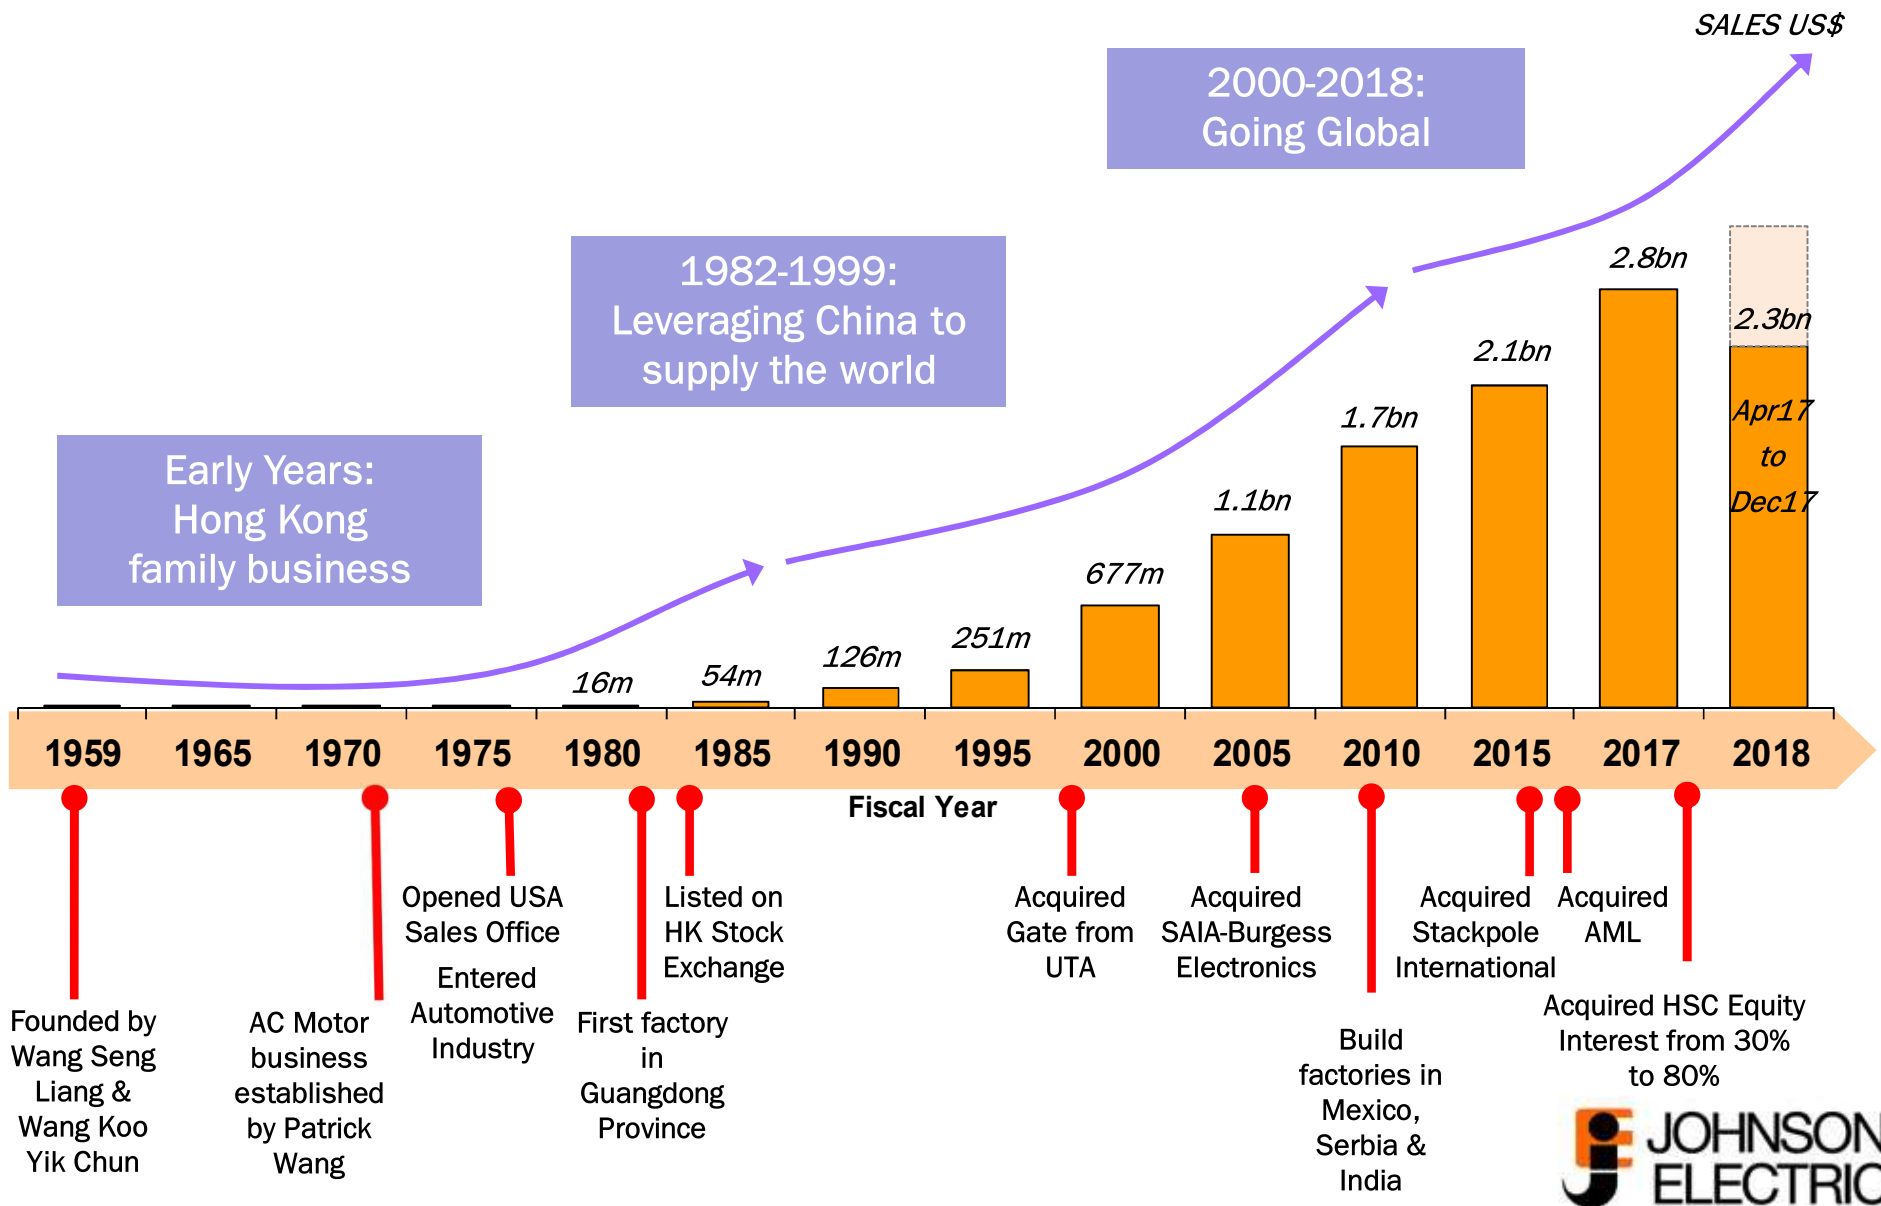 SALES US$
2000-2018:
Going Global
1982-1999:
Leveraging China to
supply the world
Early Years:
Hong Kong
family business
16m
54m
126m
251m
677m
1.1bn
1.7bn
2.1bn
2.8bn
2.3bn
Apr17
to
Dec17
1959 1965 1970 1975 1980 1985 1990 1995 2000 2005 2010 2015 2017 2018
Fiscal Year
Founded by
Wang Seng
Liang &
Wang Koo
Yik Chun
AC Motor
business
established
by Patrick
Wang
Opened USA
Sales Office
Entered
Automotive
Industry
First factory
in
Guangdong
Province
Listed on
HK Stock
Exchange
Acquired
Gate from
UTA
Acquired
SAIA-Burgess
Electronics
Build
factories in
Mexico,
Serbia &
India
Acquired
Stackpole
International
Acquired
AML
Acquired HSC Equity
Interest from 30%
to 80%
JOHNSON
ELECTRIC